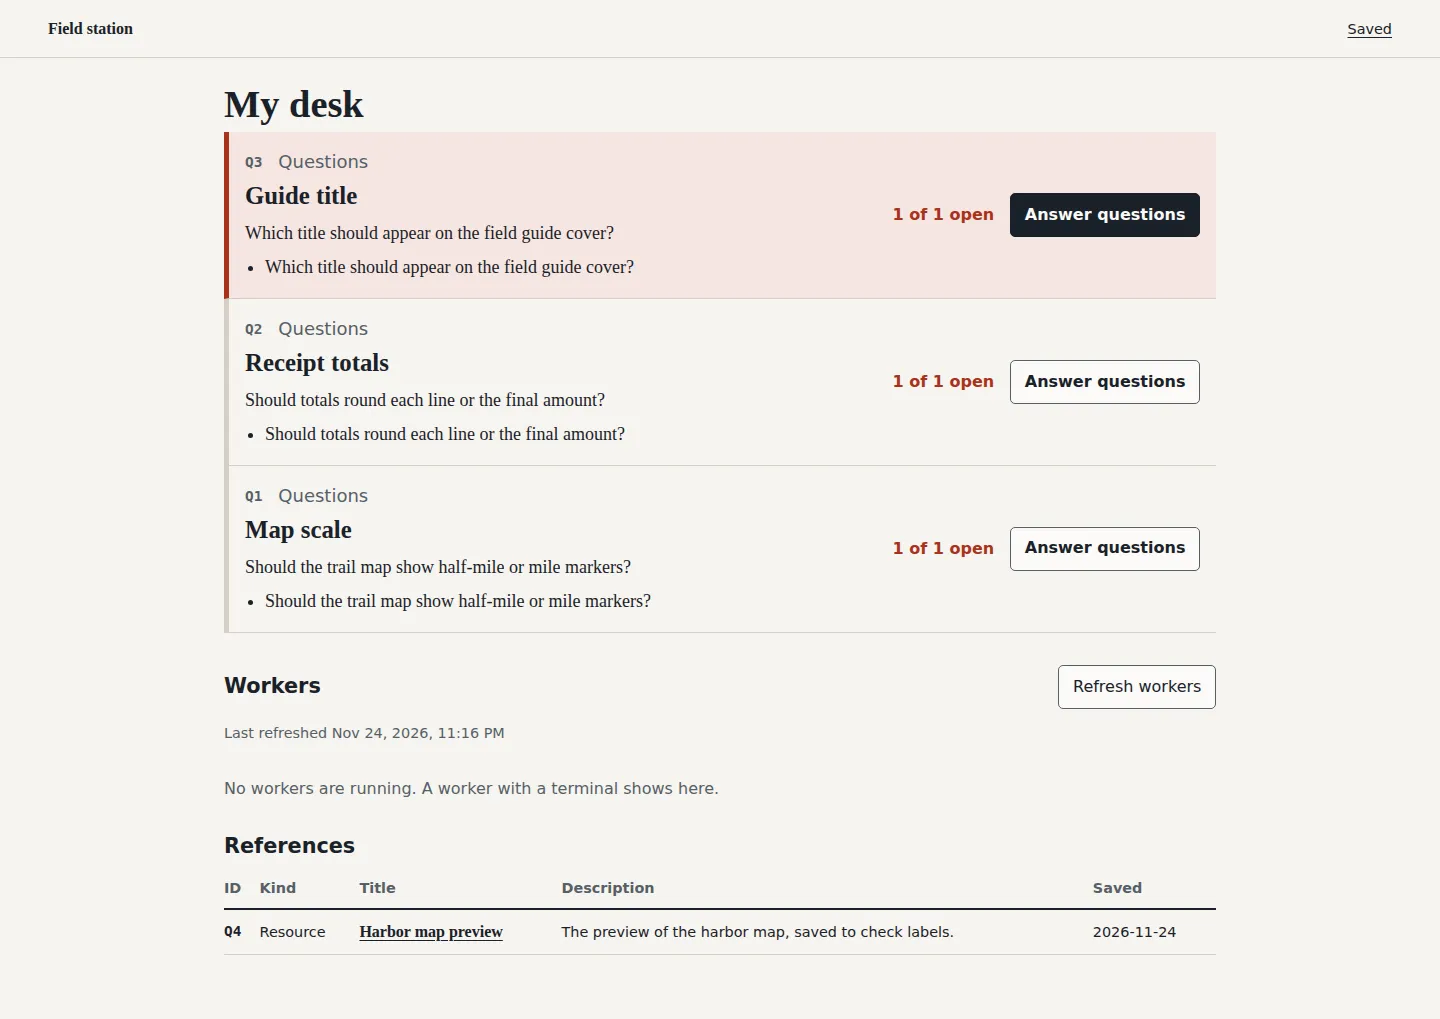 Field station
Saved
My desk
Q3 Questions
Guide title
Which title should appear on the field guide cover?
• Which title should appear on the field guide cover?
1 of 1 open
Answer questions
Q2 Questions
Receipt totals
Should totals round each line or the final amount?
• Should totals round each line or the final amount?
1 of 1 open
Answer questions
Q1 Questions
Map scale
Should the trail map show half-mile or mile markers?
• Should the trail map show half-mile or mile markers?
1 of 1 open
Answer questions
Workers
Refresh workers
Last refreshed Nov 24, 2026, 11:16 PM
No workers are running. A worker with a terminal shows here.
References
ID Kind Title Description Saved
Q4 Resource Harbor map preview The preview of the harbor map, saved to check labels. 2026-11-24